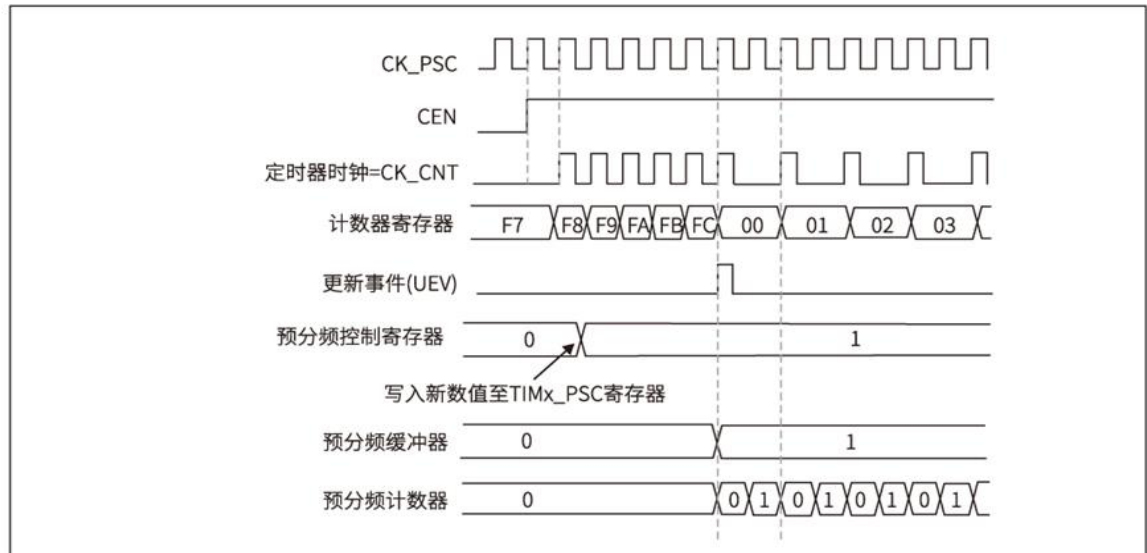 CK_PSC
CEN
定时器时钟=CK_CNT
计数器寄存器 F7 F8 F9 FA FB FC 00 01 02 03
更新事件(UEV)
预分频控制寄存器 0 1
写入新数值至TIMx_PSC寄存器
预分频缓冲器 0 1
预分频计数器 0 0 1 0 1 0 1 0 1